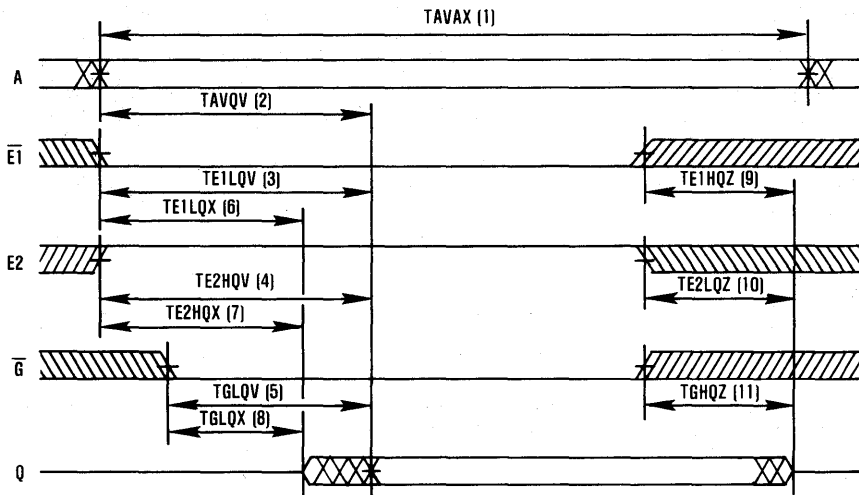 TAVAX (1)
A
TAVQV (2)
E1
TE1LQV (3)
TE1HQZ (9)
TE1LQX (6)
E2
TE2HQV (4)
TE2LQZ (10)
TE2HQX (7)
G
TGLQV (5)
TGHQZ (11)
TGLQX (8)
Q